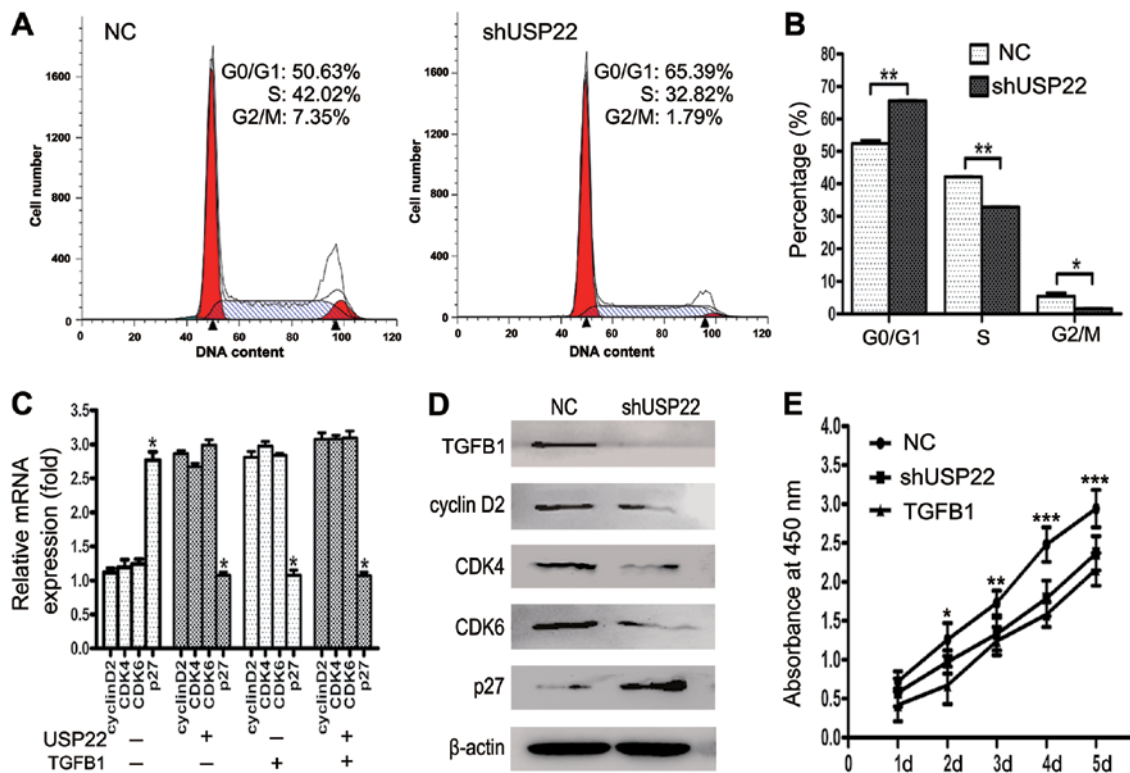 A
NC
G0/G1: 50.63%
S: 42.02%
G2/M: 7.35%
Cell number
1600
1200
800
400
0
0 20 40 60 80 100 120
DNA content
shUSP22
G0/G1: 65.39%
S: 32.82%
G2/M: 1.79%
Cell number
1600
1200
800
400
0
0 20 40 60 80 100 120
DNA content
B
NC
shUSP22
Percentage (%)
80
70
60
50
40
30
20
10
0
** ** *
G0/G1 S G2/M
C
Relative mRNA
expression (fold)
3.5
3.0
2.5
2.0
1.5
1.0
0.5
0.0
* * * *
cyclinD2 CDK4 CDK6 p27 cyclinD2 CDK4 CDK6 p27 cyclinD2 CDK4 CDK6 p27 cyclinD2 CDK4 CDK6 p27
USP22 – + – +
TGFB1 – – + +
D
NC shUSP22
TGFB1
cyclin D2
CDK4
CDK6
p27
β-actin
E
NC
shUSP22
TGFB1
Absorbance at 450 nm
4.0
3.5
3.0
2.5
2.0
1.5
1.0
0.5
0.0
* ** *** ***
0 1d 2d 3d 4d 5d